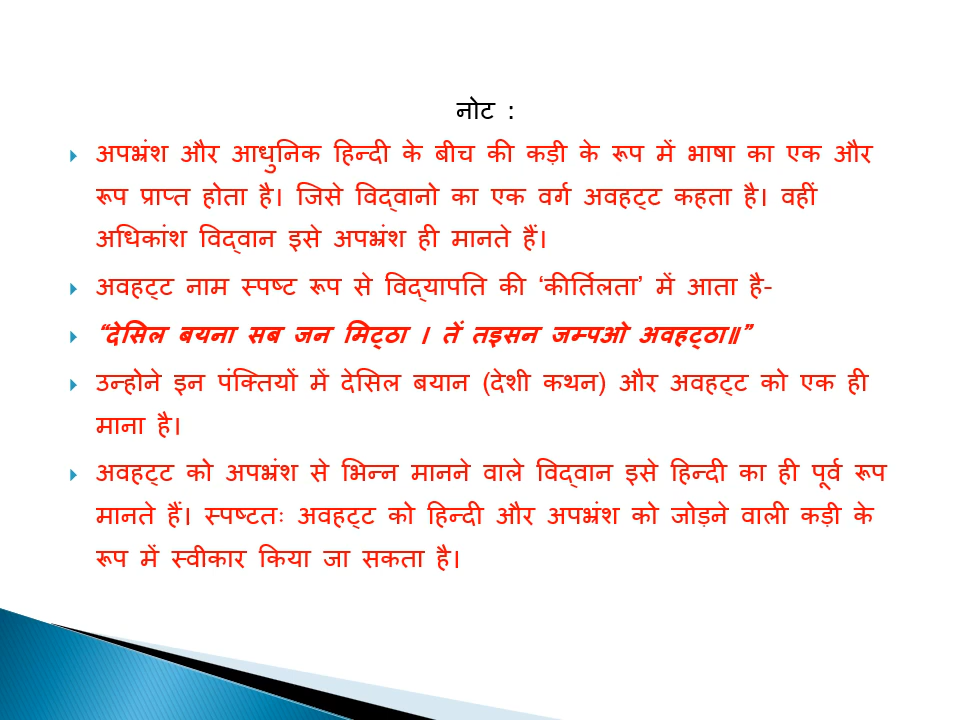 नोट :
अपभ्रंश और आधुनिक हिन्दी के बीच की कड़ी के रूप में भाषा का एक और
रूप प्राप्त होता है। जिसे विद्वानो का एक वर्ग अवहट्ट कहता है। वहीं
अधिकांश विद्वान इसे अपभ्रंश ही मानते हैं।
अवहट्ट नाम स्पष्ट रूप से विद्यापति की ‘कीर्तिलता’ में आता है-
“देसिल बयना सब जन मिट्ठा । तें तइसन जम्पओ अवहट्ठा॥”
उन्होने इन पंक्तियों में देसिल बयान (देशी कथन) और अवहट्ट को एक ही
माना है।
अवहट्ट को अपभ्रंश से भिन्न मानने वाले विद्वान इसे हिन्दी का ही पूर्व रूप
मानते हैं। स्पष्टतः अवहट्ट को हिन्दी और अपभ्रंश को जोड़ने वाली कड़ी के
रूप में स्वीकार किया जा सकता है।